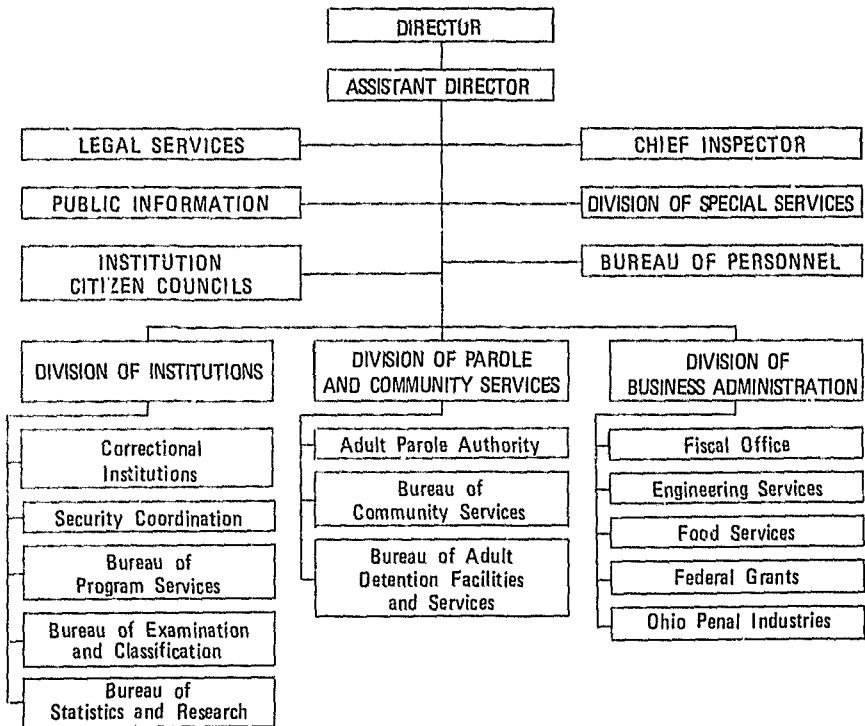 DIRECTOR
ASSISTANT DIRECTOR
LEGAL SERVICES
CHIEF INSPECTOR
PUBLIC INFORMATION
DIVISION OF SPECIAL SERVICES
INSTITUTION
CITIZEN COUNCILS
BUREAU OF PERSONNEL
DIVISION OF INSTITUTIONS
DIVISION OF PAROLE
AND COMMUNITY SERVICES
DIVISION OF
BUSINESS ADMINISTRATION
Correctional
Institutions
Security Coordination
Bureau of
Program Services
Bureau of Examination
and Classification
Bureau of
Statistics and Research
Adult Parole Authority
Bureau of
Community Services
Bureau of Adult
Detention Facilities
and Services
Fiscal Office
Engineering Services
Food Services
Federal Grants
Ohio Penal Industries